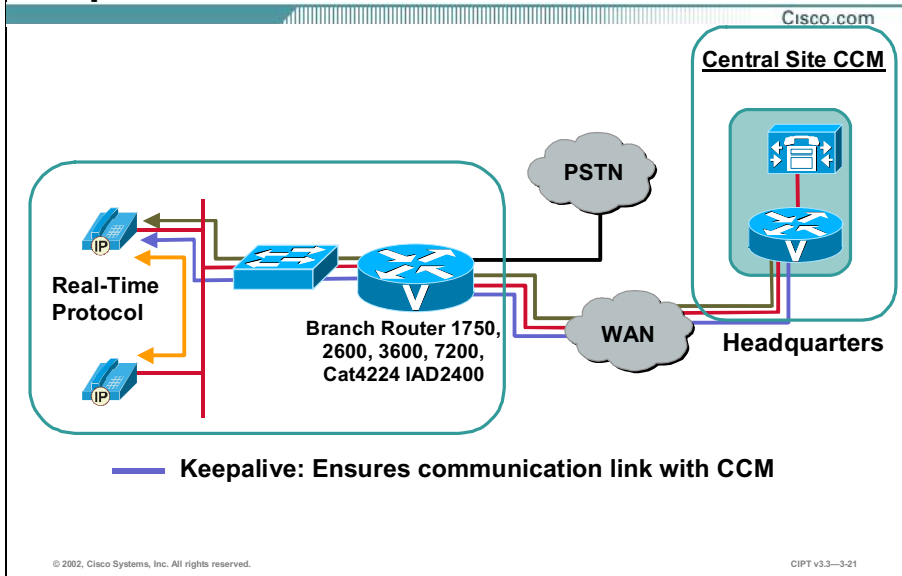 Cisco.com
Central Site CCM
PSTN
IP
Real-Time
Protocol
V
V
Branch Router 1750,
2600, 3600, 7200,
Cat4224 IAD2400
WAN
Headquarters
IP
Keepalive: Ensures communication link with CCM
© 2002, Cisco Systems, Inc. All rights reserved.
CIPT v3.3—3-21